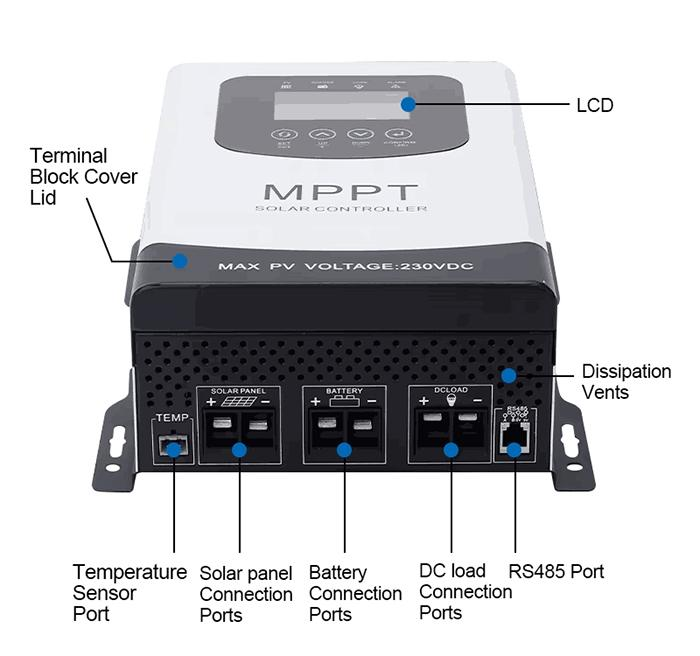 PV
LCD
MPPT
SOLAR CONTROLLER
Terminal
Block Cover
Lid
MAX PV VOLTAGE:230VDC
Dissipation
Vents
SOLAR PANEL
+ −
BATTERY
+ −
DCLOAD
+ −
TEMP
RS485
Temperature
Sensor
Port
Solar panel
Connection
Ports
Battery
Connection
Ports
DC load
Connection
Ports
RS485 Port